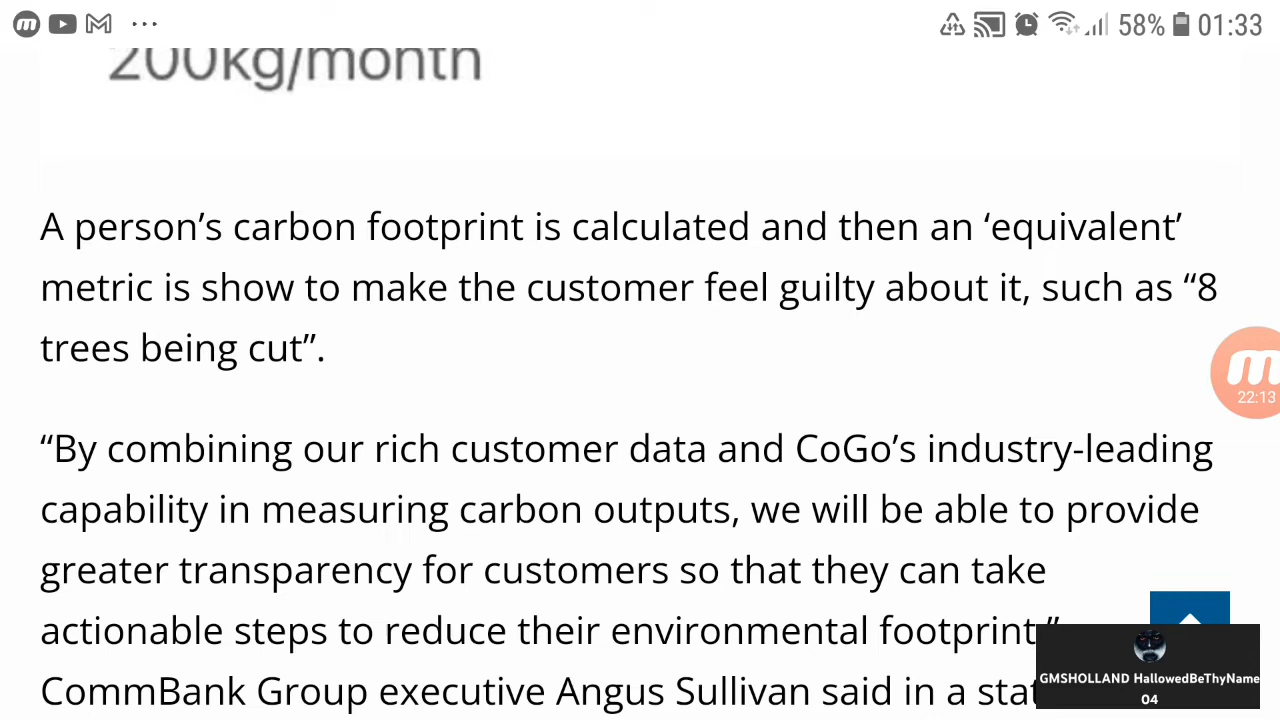 58% 01:33
200kg/month
A person’s carbon footprint is calculated and then an ‘equivalent’
metric is show to make the customer feel guilty about it, such as “8
trees being cut”.
22:13
“By combining our rich customer data and CoGo’s industry-leading
capability in measuring carbon outputs, we will be able to provide
greater transparency for customers so that they can take
actionable steps to reduce their environmental footprint,”
CommBank Group executive Angus Sullivan said in a
GMSHOLLAND HallowedBeThyName
04